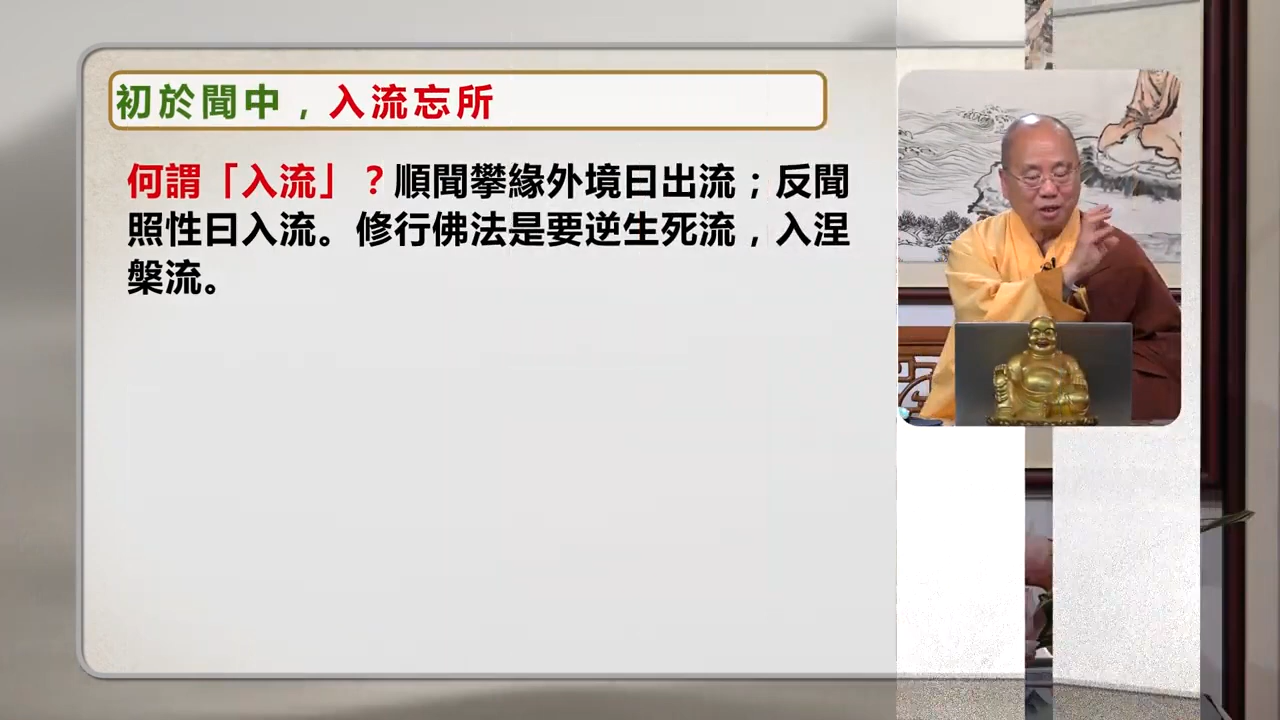 初於聞中，入流忘所
何謂「入流」？順聞攀緣外境曰出流；反聞
照性曰入流。修行佛法是要逆生死流，入涅
槃流。